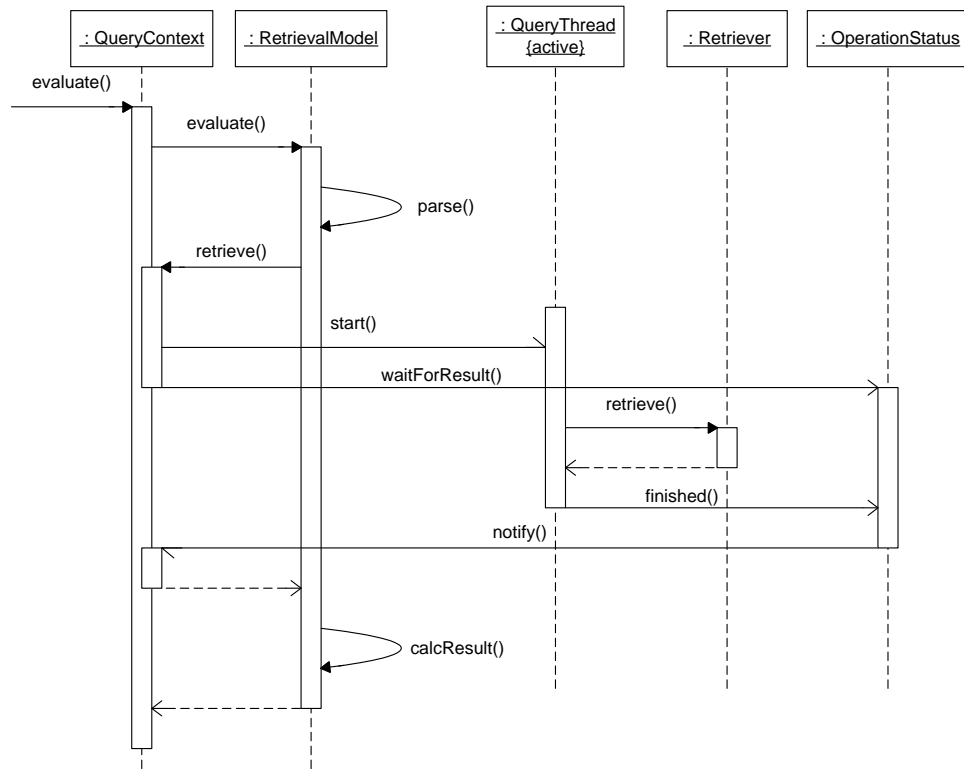 : QueryContext
: RetrievalModel
: QueryThread
{active}
: Retriever
: OperationStatus
evaluate()
evaluate()
parse()
retrieve()
start()
waitForResult()
retrieve()
finished()
notify()
calcResult()